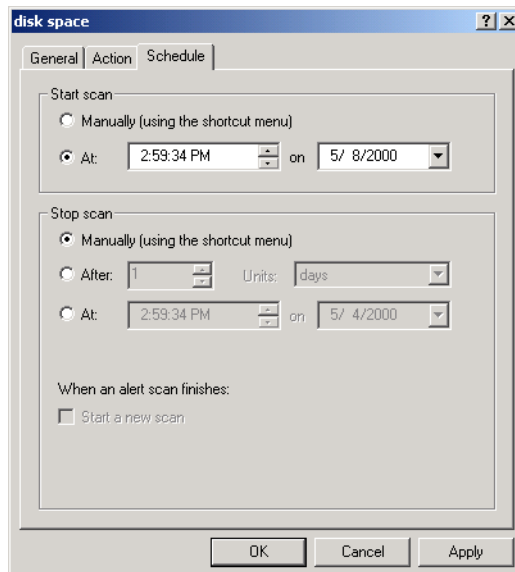 disk space
General Action Schedule
Start scan
Manually (using the shortcut menu)
At: 2:59:34 PM on 5/ 8/2000
Stop scan
Manually (using the shortcut menu)
After: 1 Units: days
At: 2:59:34 PM on 5/ 4/2000
When an alert scan finishes:
Start a new scan
OK Cancel Apply